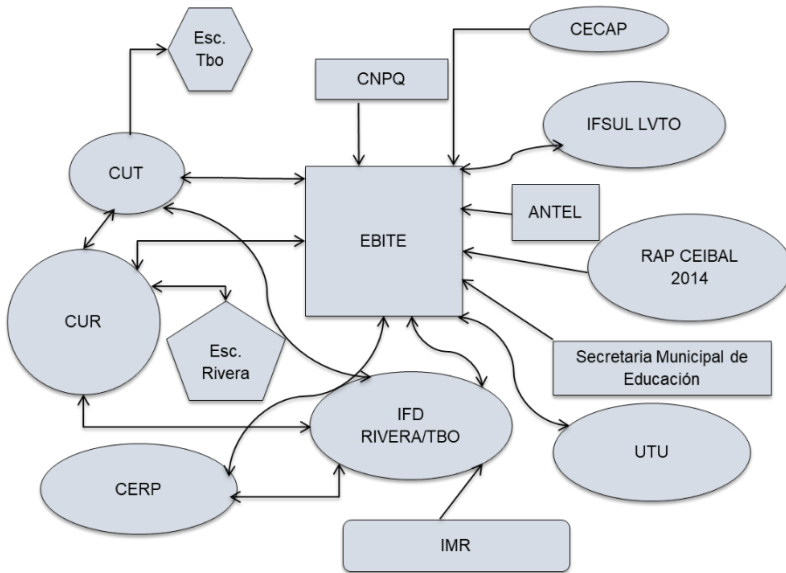 Esc.
Tbo
CECAP
CNPQ
IFSUL LVTO
CUT
ANTEL
EBITE
RAP CEIBAL
2014
CUR
Esc.
Rivera
Secretaria Municipal de
Educación
IFD
RIVERA/TBO
UTU
CERP
IMR